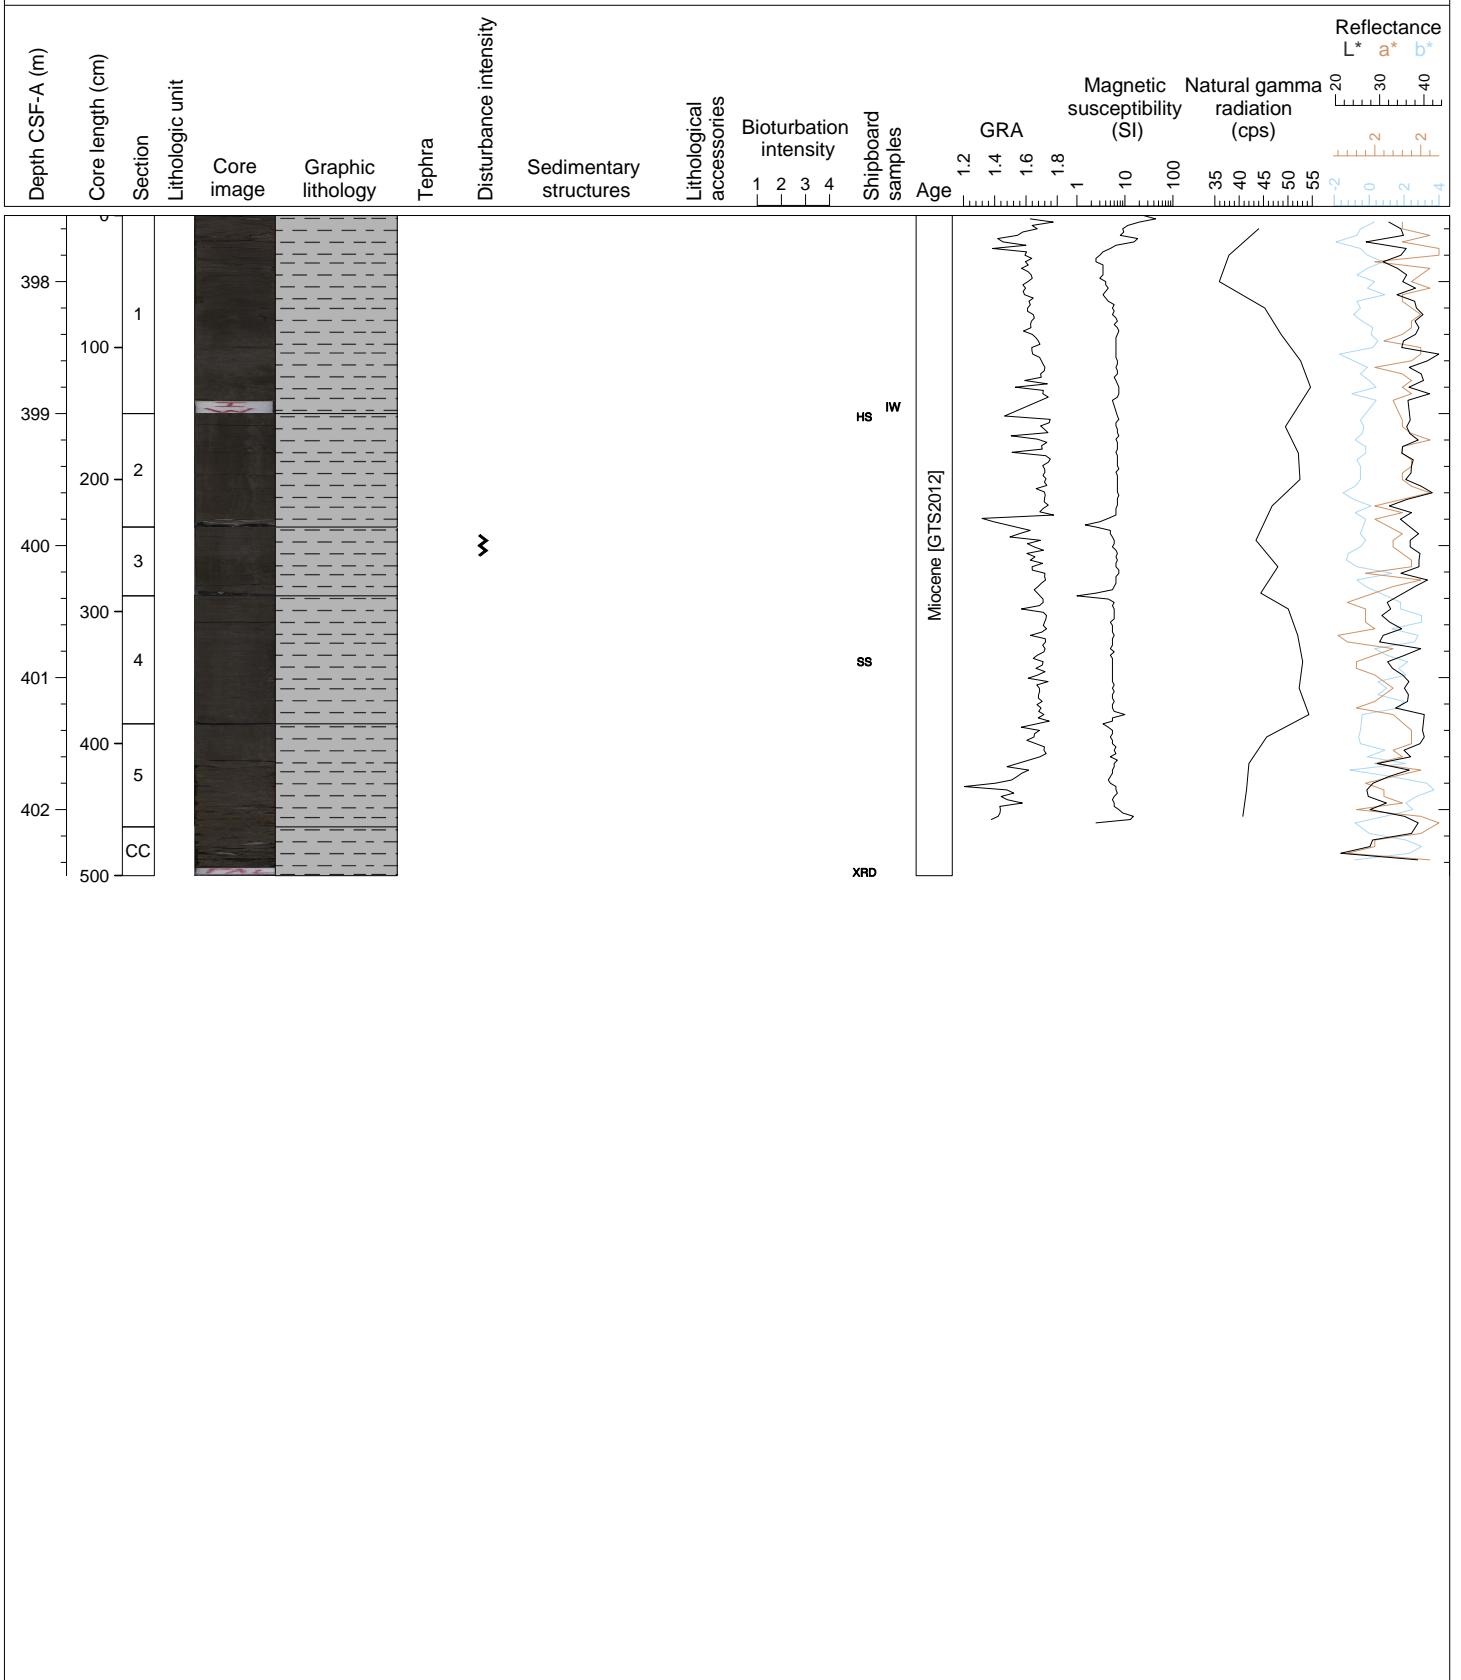 Depth CSF-A (m)
Core length (cm)
Section
Lithologic unit
Core
image
Graphic
lithology
Tephra
Disturbance intensity
Sedimentary
structures
Lithological
accessories
Bioturbation
intensity
1 2 3 4
Shipboard
samples
Age
GRA
1.2 1.4 1.6 1.8
Magnetic
susceptibility
(SI)
1 10 100
Natural gamma
radiation
(cps)
35 40 45 50 55
Reflectance
L* a* b*
20 30 40
2 2
-2 0 2 4
0
398
1
100
399
HS IW
2
200
400
3
300
4
401
SS
400
5
402
CC
500
XRD
Miocene [GTS2012]